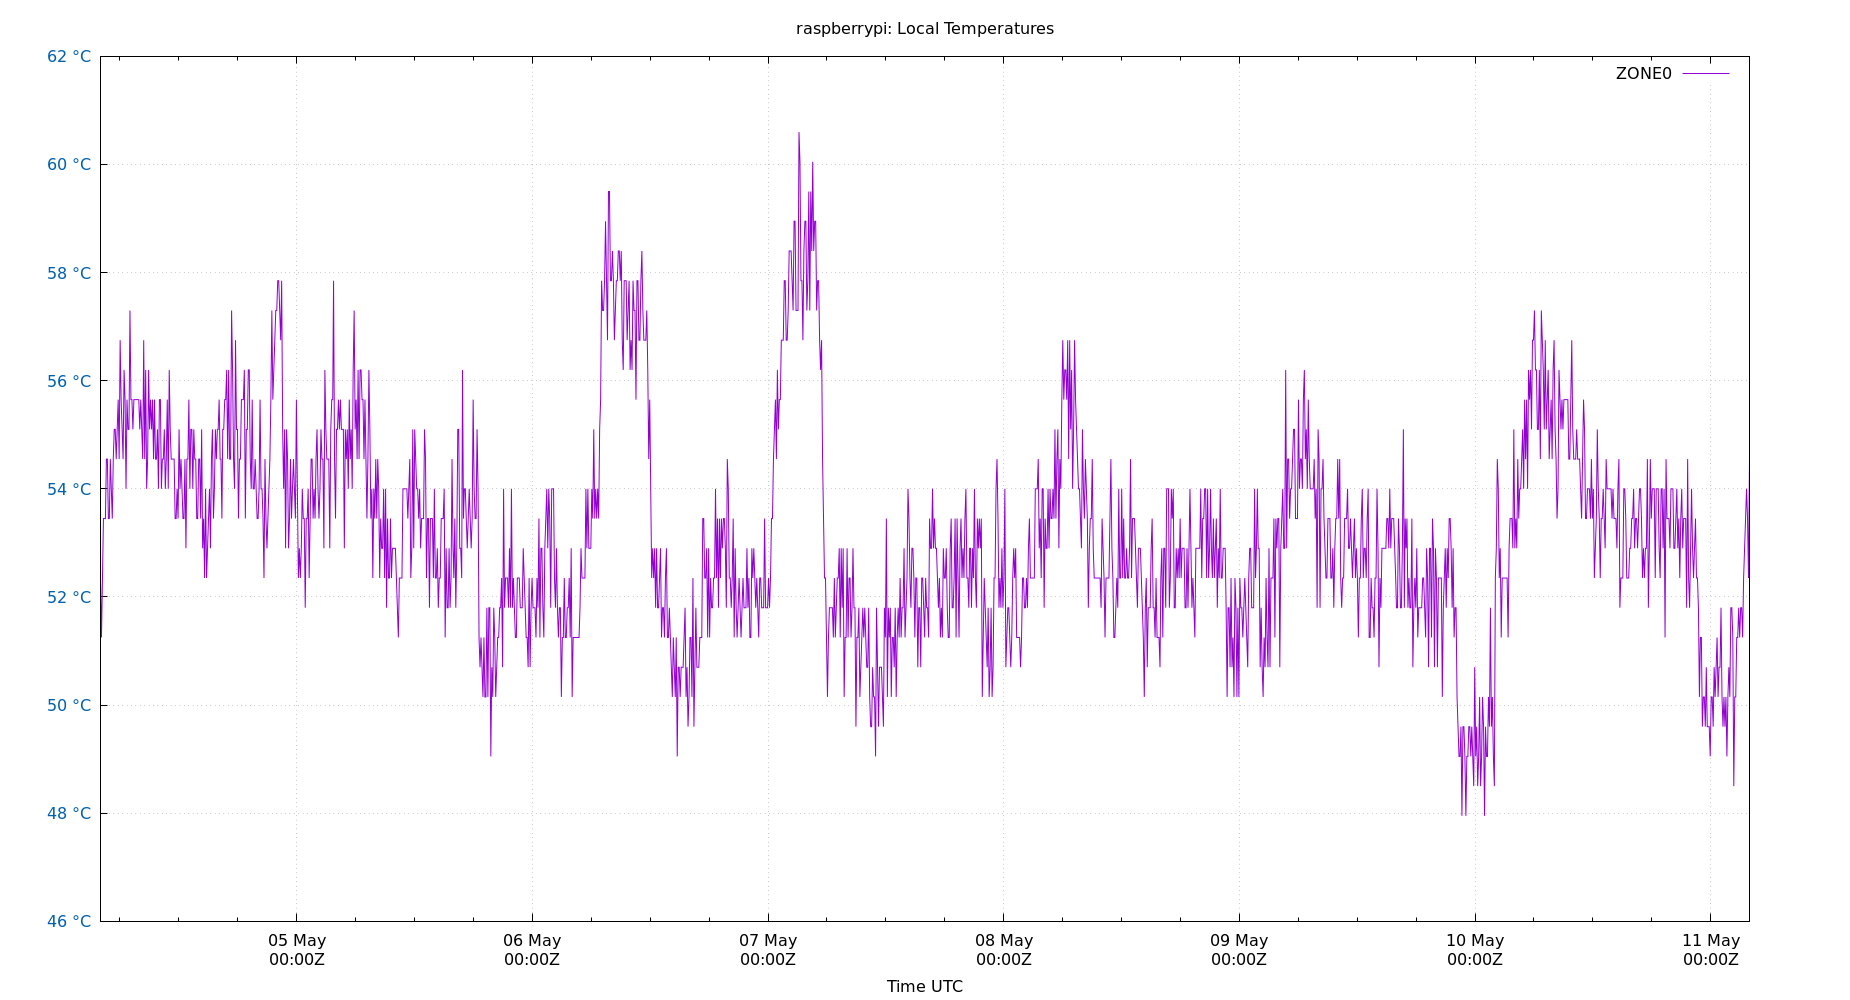 raspberrypi: Local Temperatures
62 °C
ZONE0
60 °C
58 °C
56 °C
54 °C
52 °C
50 °C
48 °C
46 °C
05 May 06 May 07 May 08 May 09 May 10 May 11 May
00:00Z 00:00Z 00:00Z 00:00Z 00:00Z 00:00Z 00:00Z
Time UTC